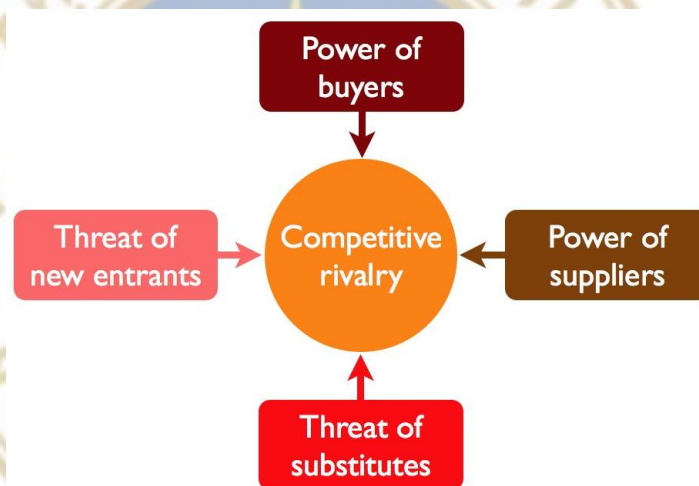 Power of
buyers
Threat of
new entrants
Competitive
rivalry
Power of
suppliers
Threat of
substitutes